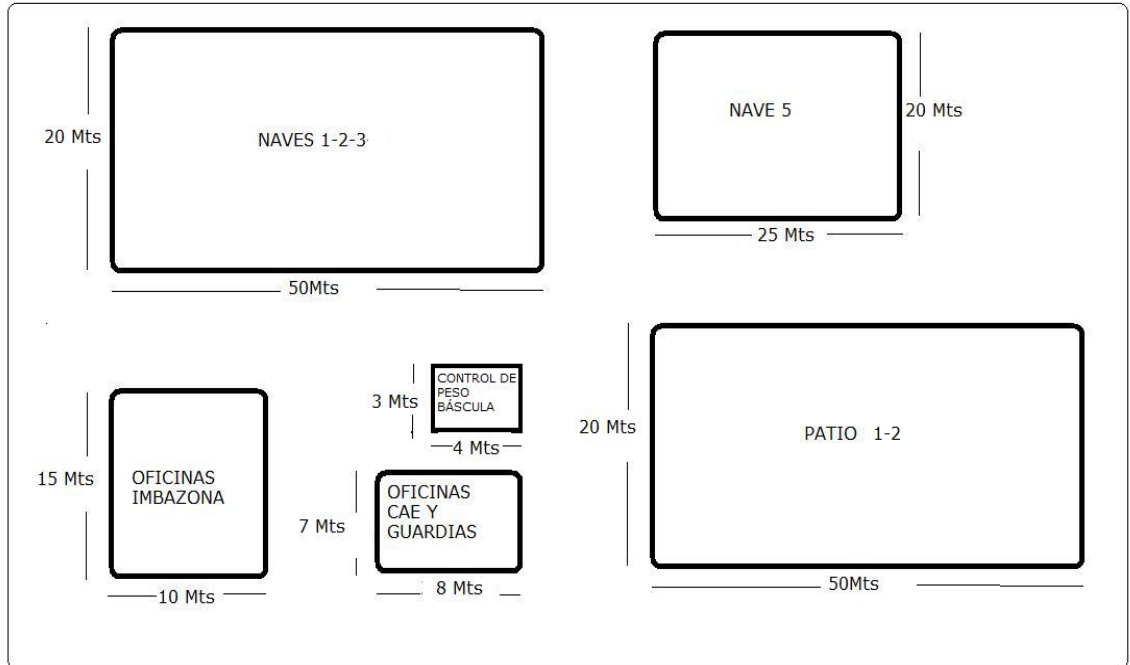 20 Mts
NAVES 1-2-3
50Mts
NAVE 5
20 Mts
25 Mts
CONTROL DE
PESO
BÁSCULA
3 Mts
4 Mts
15 Mts
OFICINAS
IMBAZONA
10 Mts
7 Mts
OFICINAS
CAE Y
GUARDIAS
8 Mts
20 Mts
PATIO 1-2
50Mts